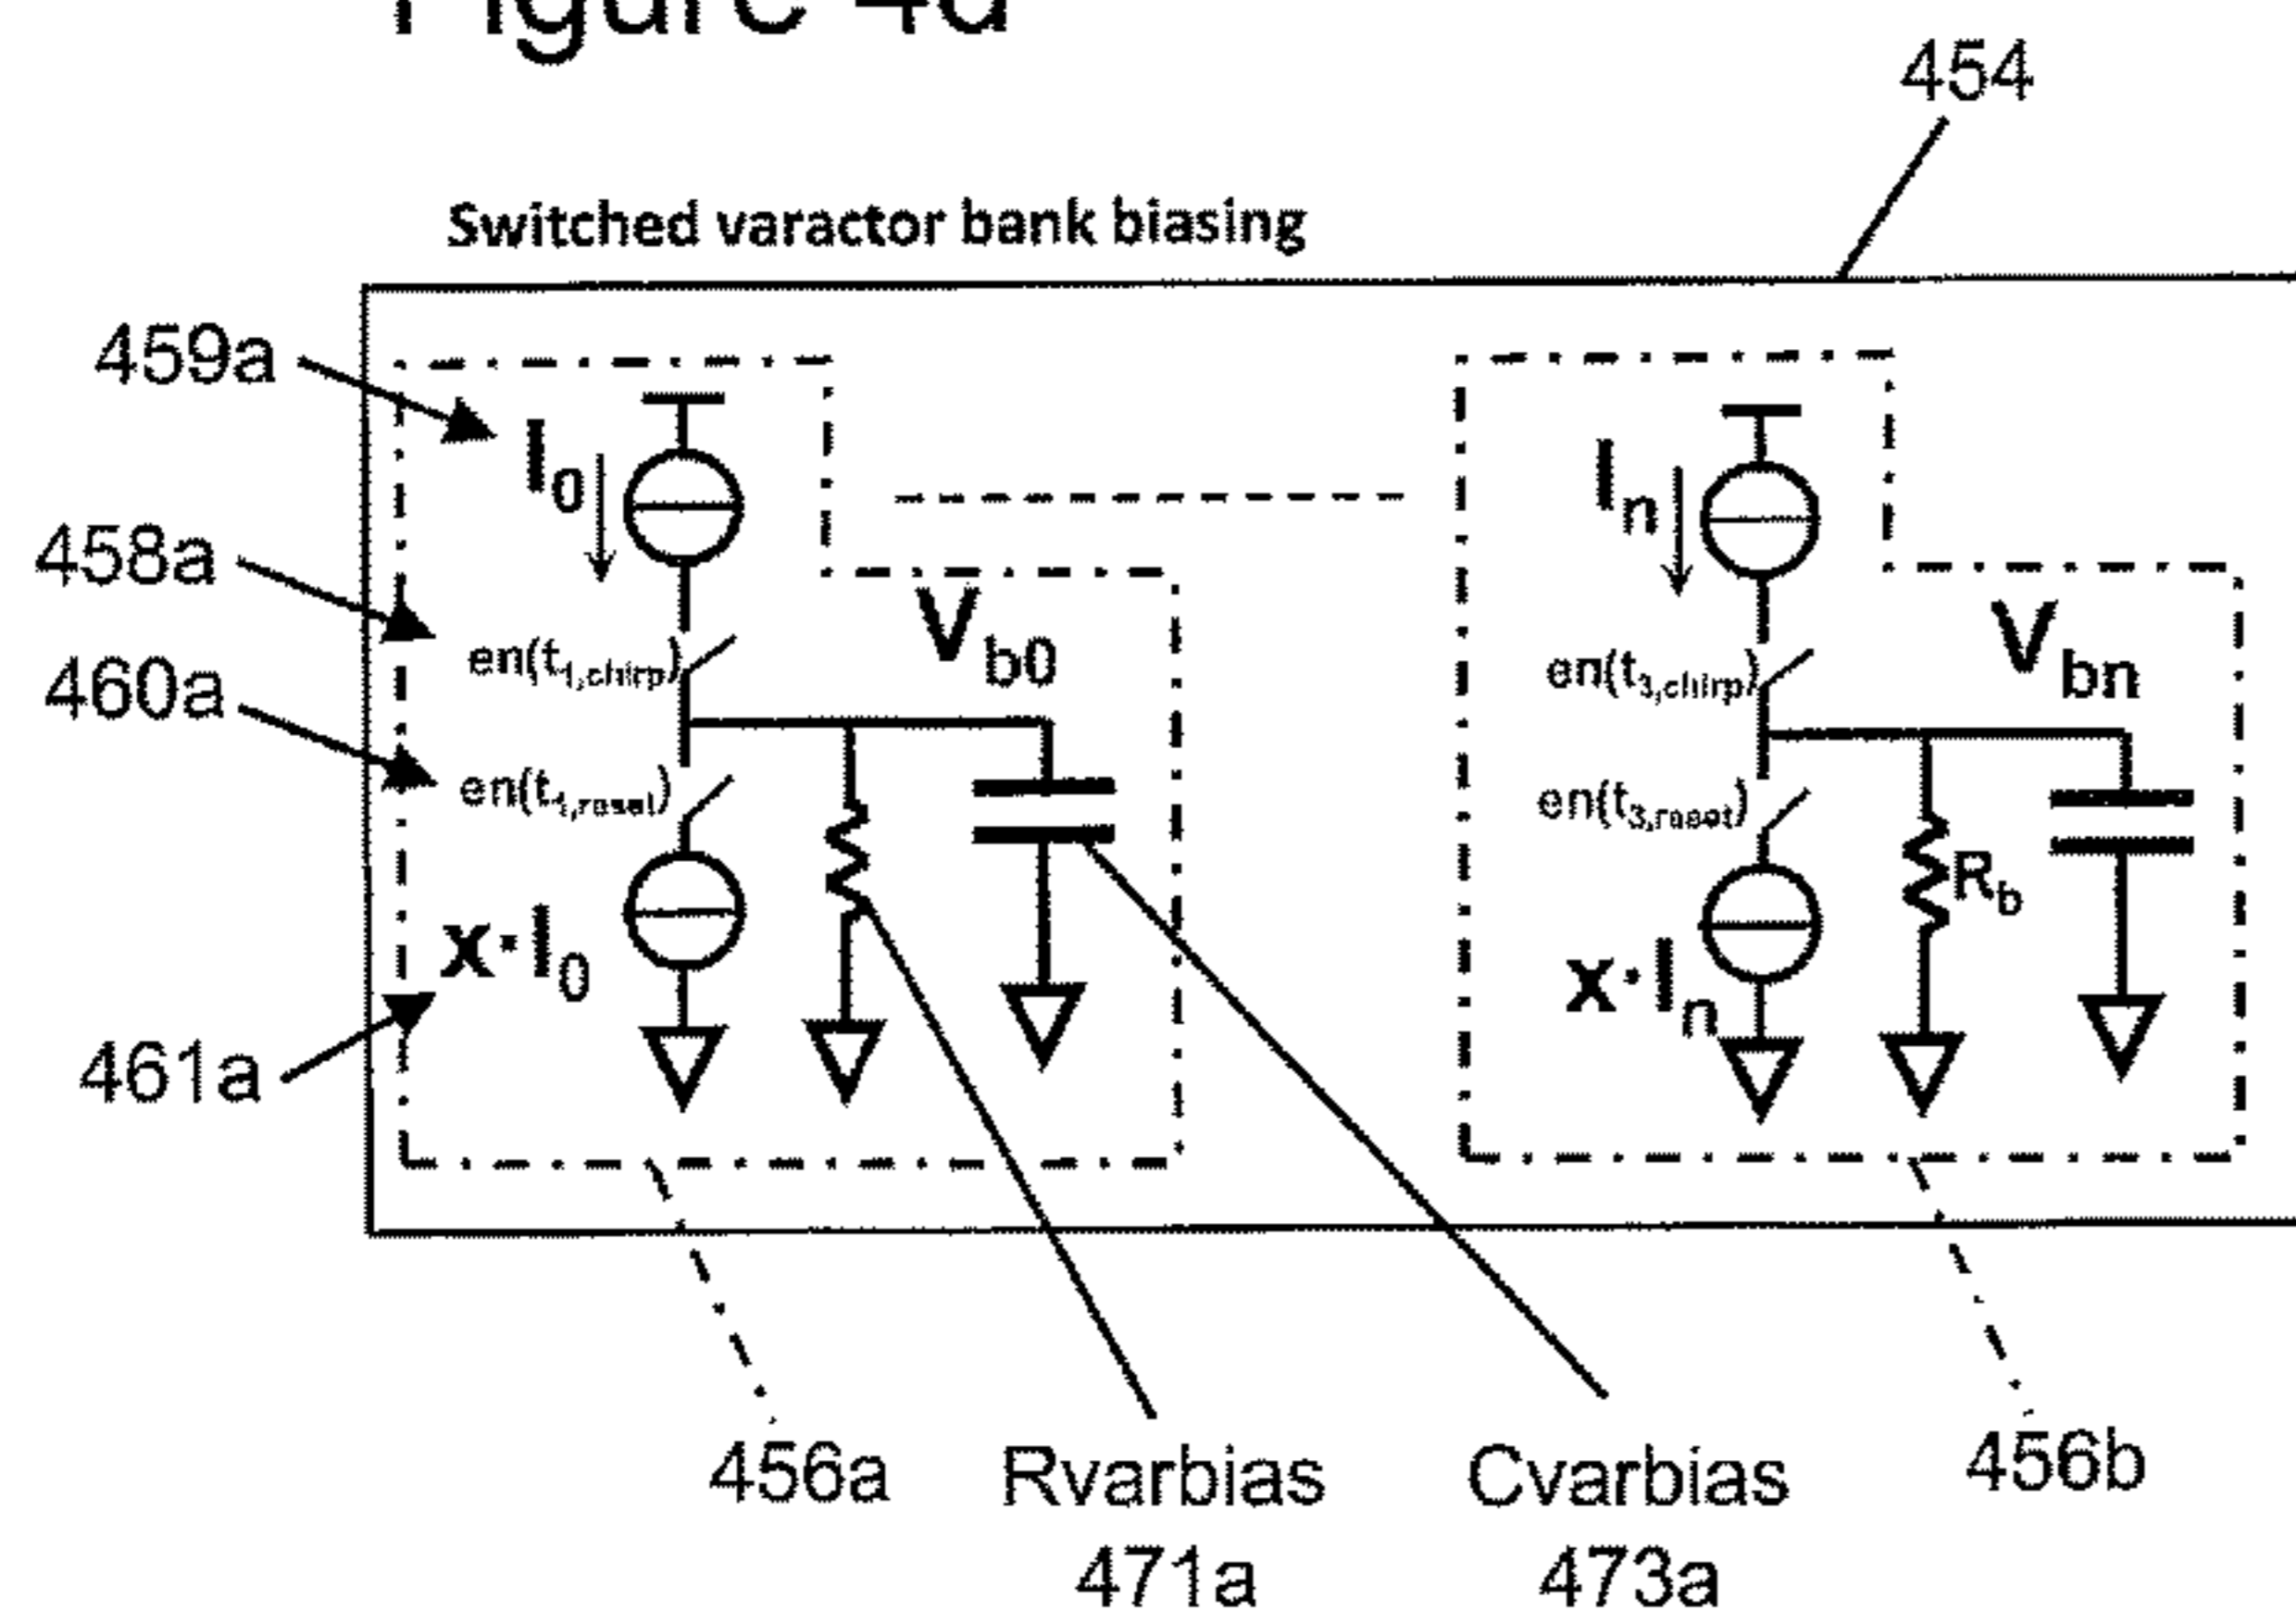 Figure 4d
454
Switched varactor bank biasing
459a
I0
In
458a
en(t1,chirp)
Vb0
en(t3,chirp)
Vbn
460a
en(t1,reset)
en(t3,reset)
Rb
x·I0
x·In
461a
456a
Rvarbias
471a
Cvarbias
473a
456b